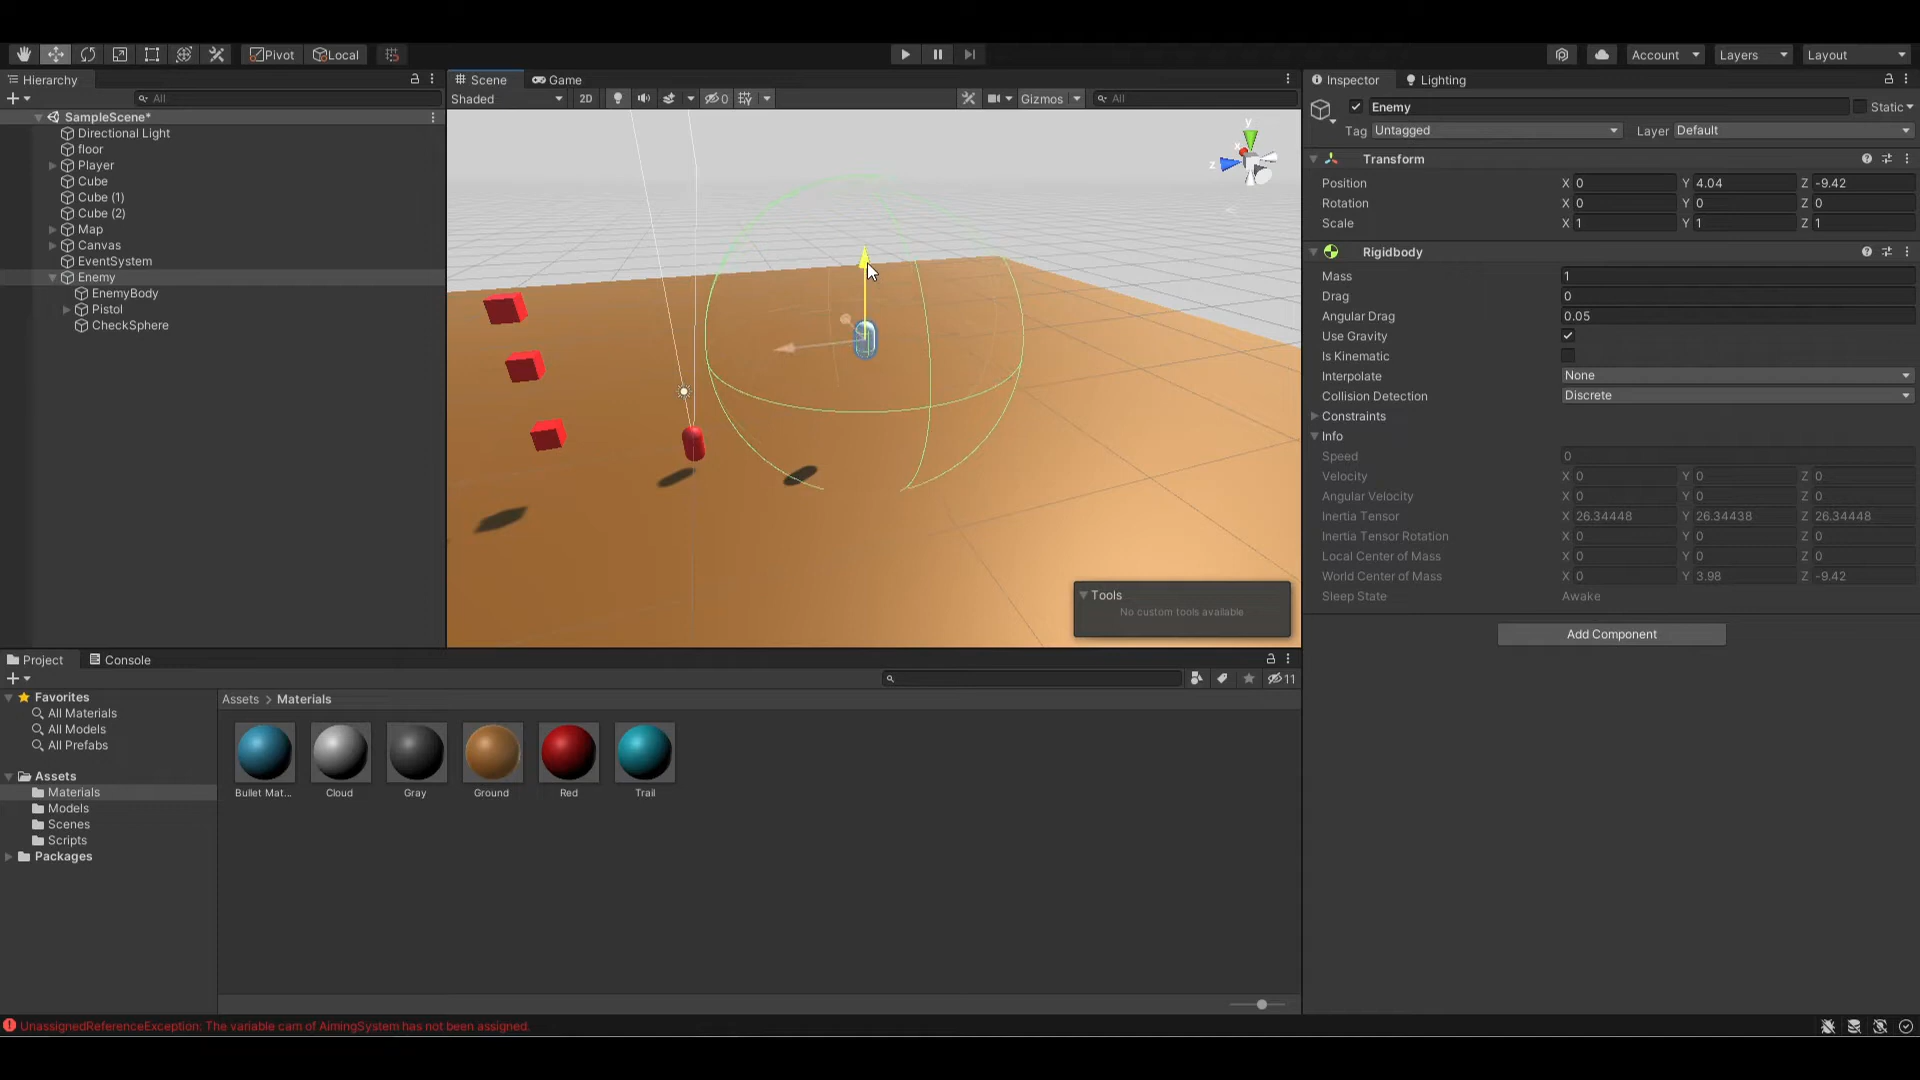 Pivot
Local
Account
Layers
Layout
Hierarchy
All
SampleScene*
Directional Light
floor
Player
Cube
Cube (1)
Cube (2)
Map
Canvas
EventSystem
Enemy
EnemyBody
Pistol
CheckSphere
Scene
Game
Shaded
2D
0
Gizmos
All
y
x
z
Tools
No custom tools available
Inspector
Lighting
Enemy
Static
Tag Untagged
Layer Default
Transform
Position X 0 Y 4.04 Z -9.42
Rotation X 0 Y 0 Z 0
Scale X 1 Y 1 Z 1
Rigidbody
Mass 1
Drag 0
Angular Drag 0.05
Use Gravity
Is Kinematic
Interpolate None
Collision Detection Discrete
Constraints
Info
Speed 0
Velocity X 0 Y 0 Z 0
Angular Velocity X 0 Y 0 Z 0
Inertia Tensor X 26.34448 Y 26.34438 Z 26.34448
Inertia Tensor Rotation X 0 Y 0 Z 0
Local Center of Mass X 0 Y 0 Z 0
World Center of Mass X 0 Y 3.98 Z -9.42
Sleep State Awake
Add Component
Project
Console
11
Favorites
All Materials
All Models
All Prefabs
Assets
Materials
Models
Scenes
Scripts
Packages
Assets > Materials
Bullet Mat...
Cloud
Gray
Ground
Red
Trail
UnassignedReferenceException: The variable cam of AimingSystem has not been assigned.